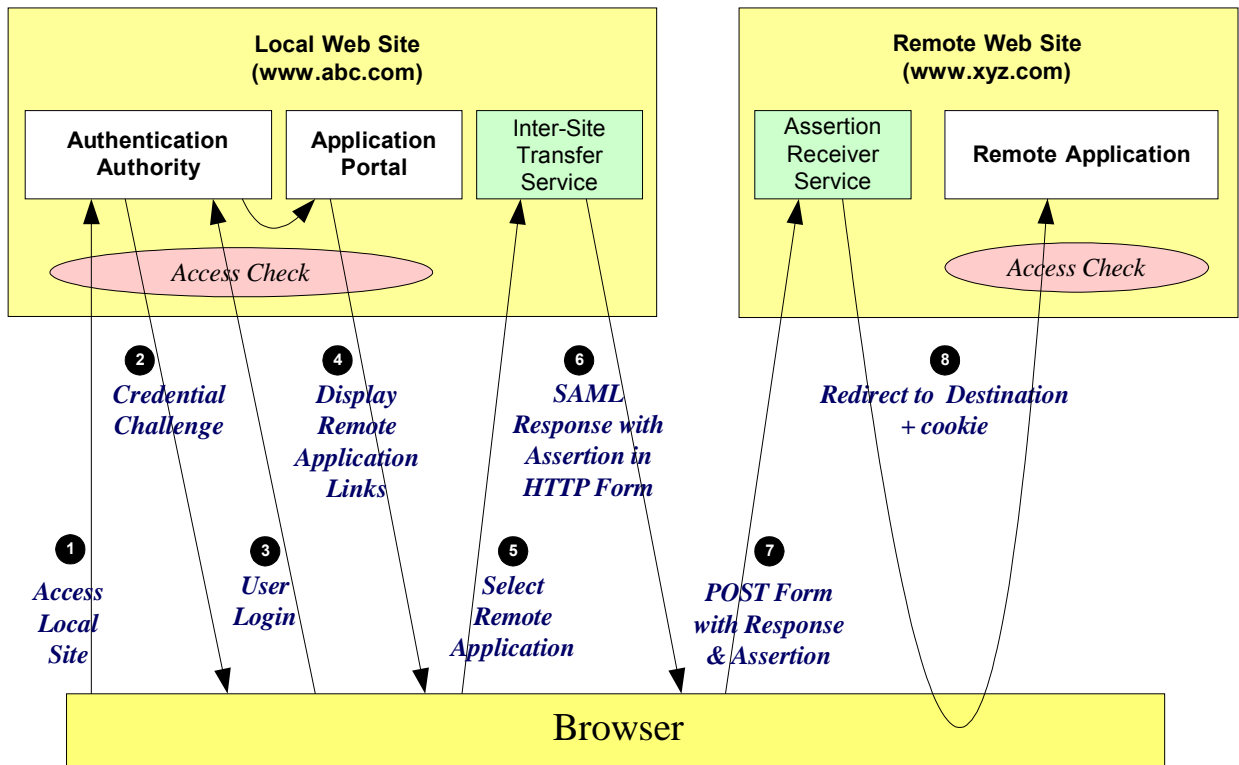 Local Web Site
(www.abc.com)
Authentication
Authority
Application
Portal
Inter-Site
Transfer
Service
Access Check
Remote Web Site
(www.xyz.com)
Assertion
Receiver
Service
Remote Application
Access Check
1
Access
Local
Site
2
Credential
Challenge
3
User
Login
4
Display
Remote
Application
Links
5
Select
Remote
Application
6
SAML
Response with
Assertion in
HTTP Form
7
POST Form
with Response
& Assertion
8
Redirect to Destination
+ cookie
Browser